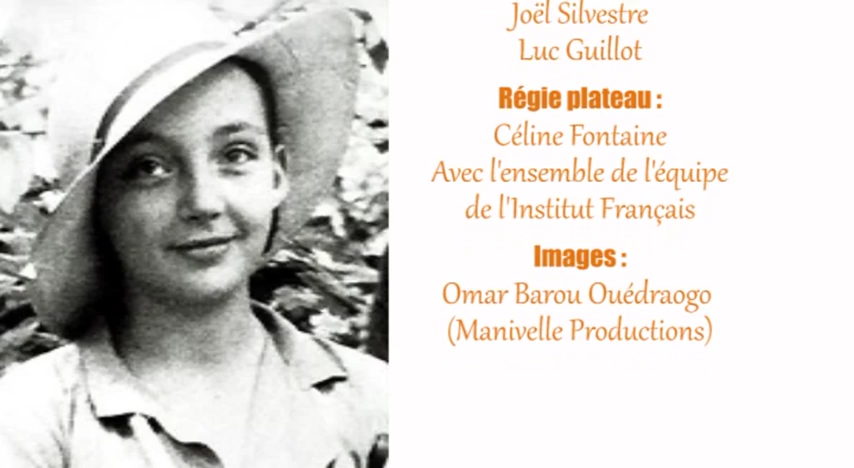 Joël Silvestre
Luc Guillot
Régie plateau :
Céline Fontaine
Avec l'ensemble de l'équipe
de l'Institut Français
Images :
Omar Barou Ouédraogo
(Manivelle Productions)